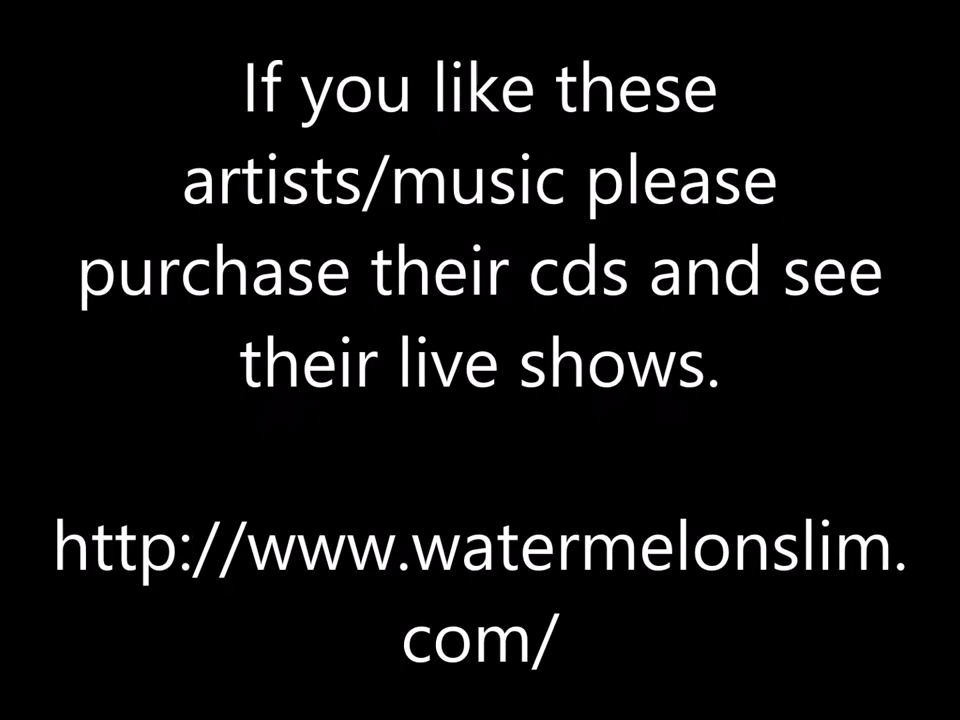 If you like these
artists/music please
purchase their cds and see
their live shows.
http://www.watermelonslim.
com/